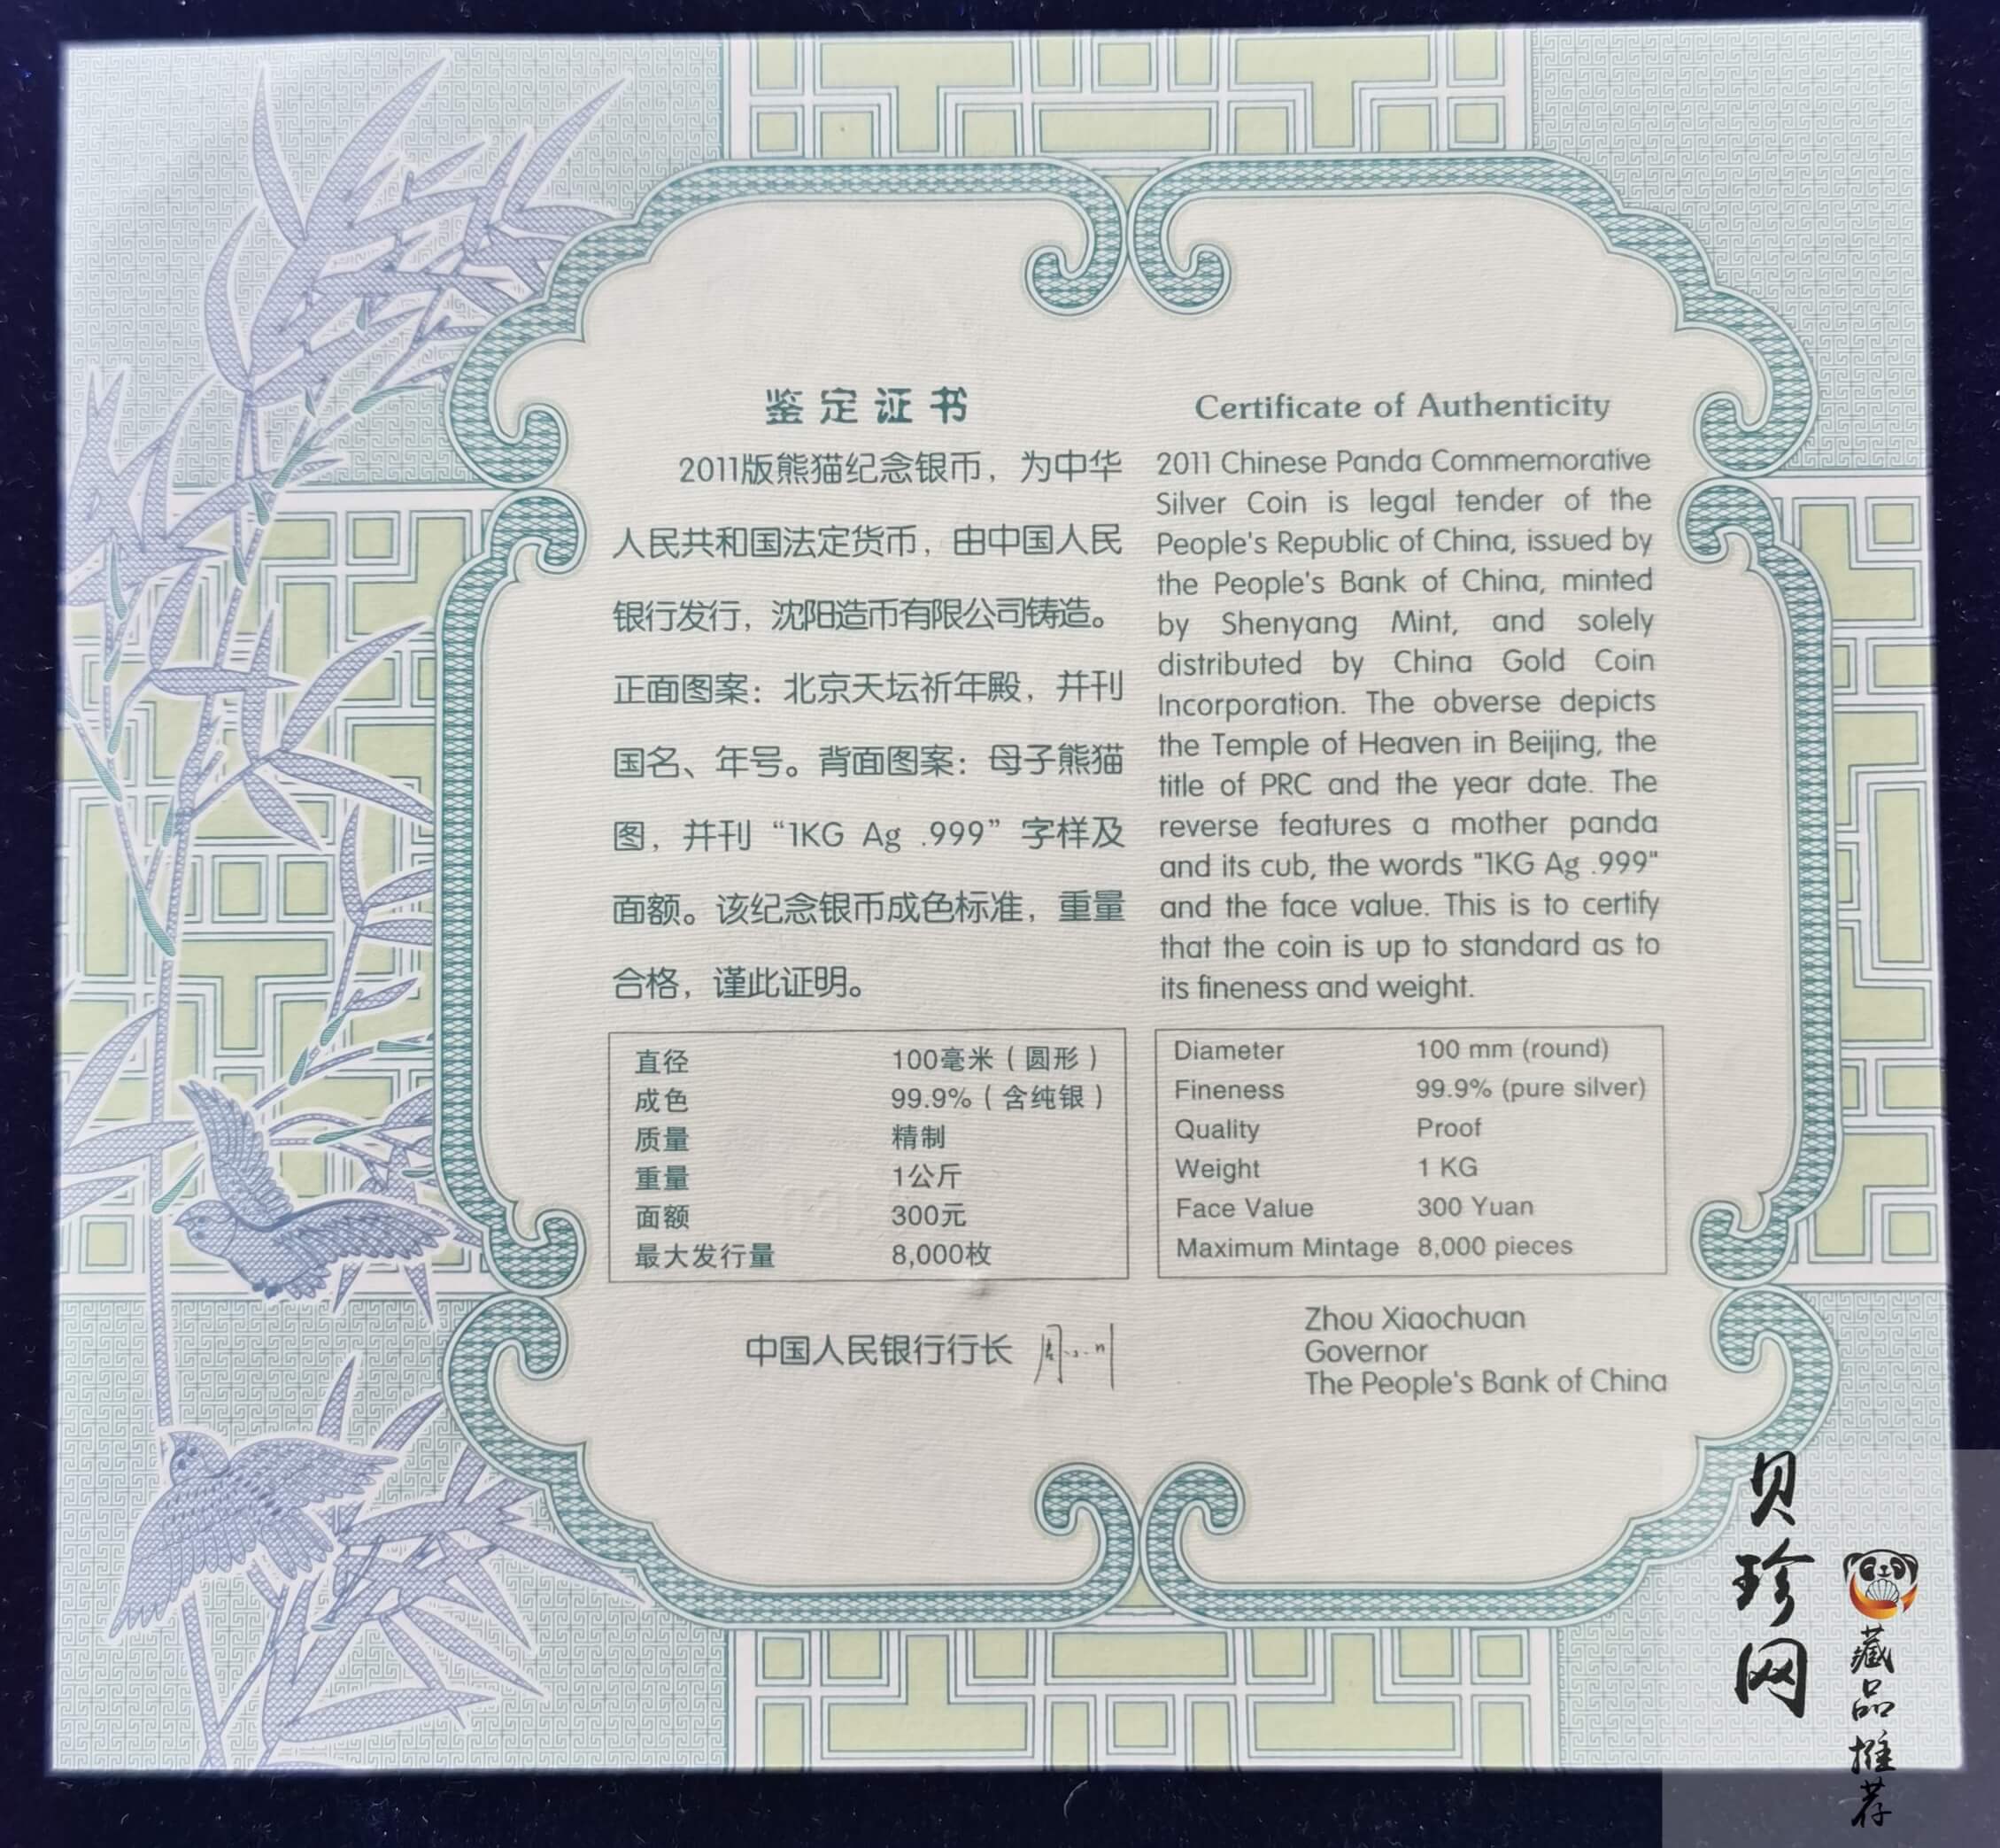 鉴定证书
2011版熊猫纪念银币，为中华
人民共和国法定货币，由中国人民
银行发行，沈阳造币有限公司铸造。
正面图案：北京天坛祈年殿，并刊
国名、年号。背面图案：母子熊猫
图，并刊“1KG Ag .999”字样及
面额。该纪念银币成色标准，重量
合格，谨此证明。
直径 100毫米（圆形）
成色 99.9%（含纯银）
质量 精制
重量 1公斤
面额 300元
最大发行量 8,000枚
中国人民银行行长 周小川
Certificate of Authenticity
2011 Chinese Panda Commemorative
Silver Coin is legal tender of the
People's Republic of China, issued by
the People's Bank of China, minted
by Shenyang Mint, and solely
distributed by China Gold Coin
Incorporation. The obverse depicts
the Temple of Heaven in Beijing, the
title of PRC and the year date. The
reverse features a mother panda
and its cub, the words "1KG Ag .999"
and the face value. This is to certify
that the coin is up to standard as to
its fineness and weight.
Diameter 100 mm (round)
Fineness 99.9% (pure silver)
Quality Proof
Weight 1 KG
Face Value 300 Yuan
Maximum Mintage 8,000 pieces
Zhou Xiaochuan
Governor
The People's Bank of China
贝珍网
藏品推荐